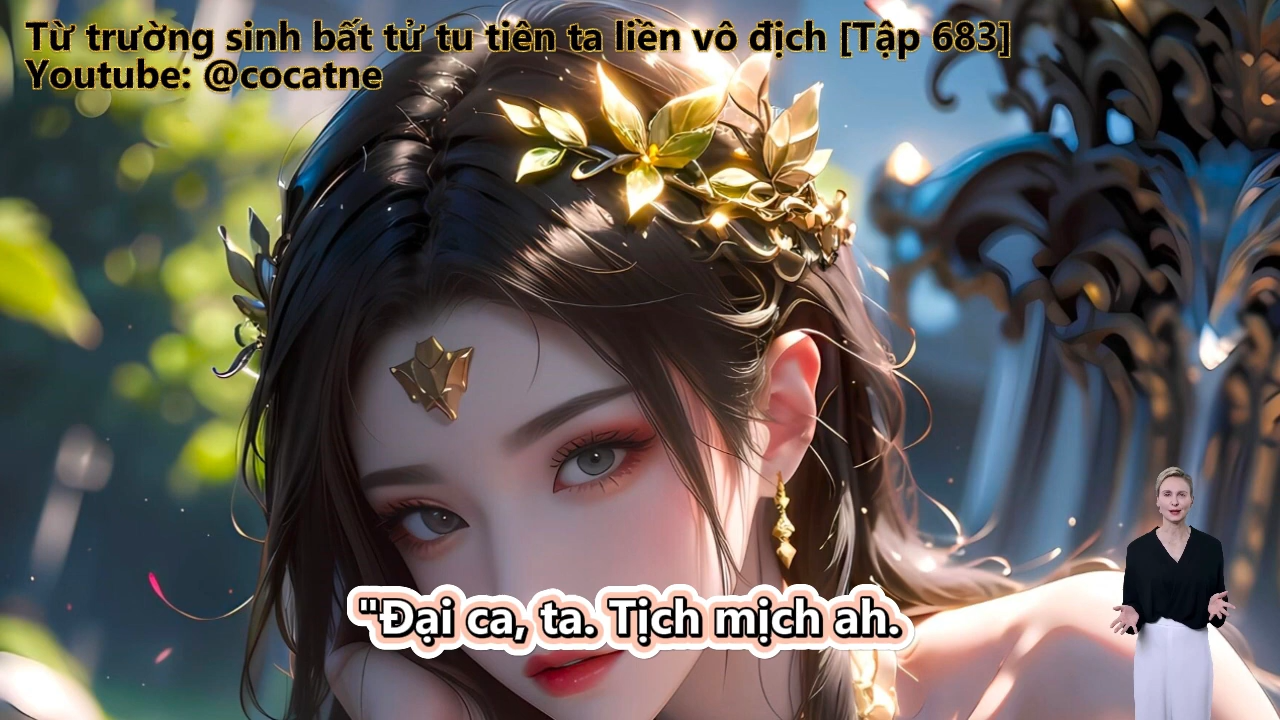 Từ trường sinh bất tử tu tiên ta liền vô địch [Tập 683]
Youtube: @cocatne
"Đại ca, ta. Tịch mịch ah.